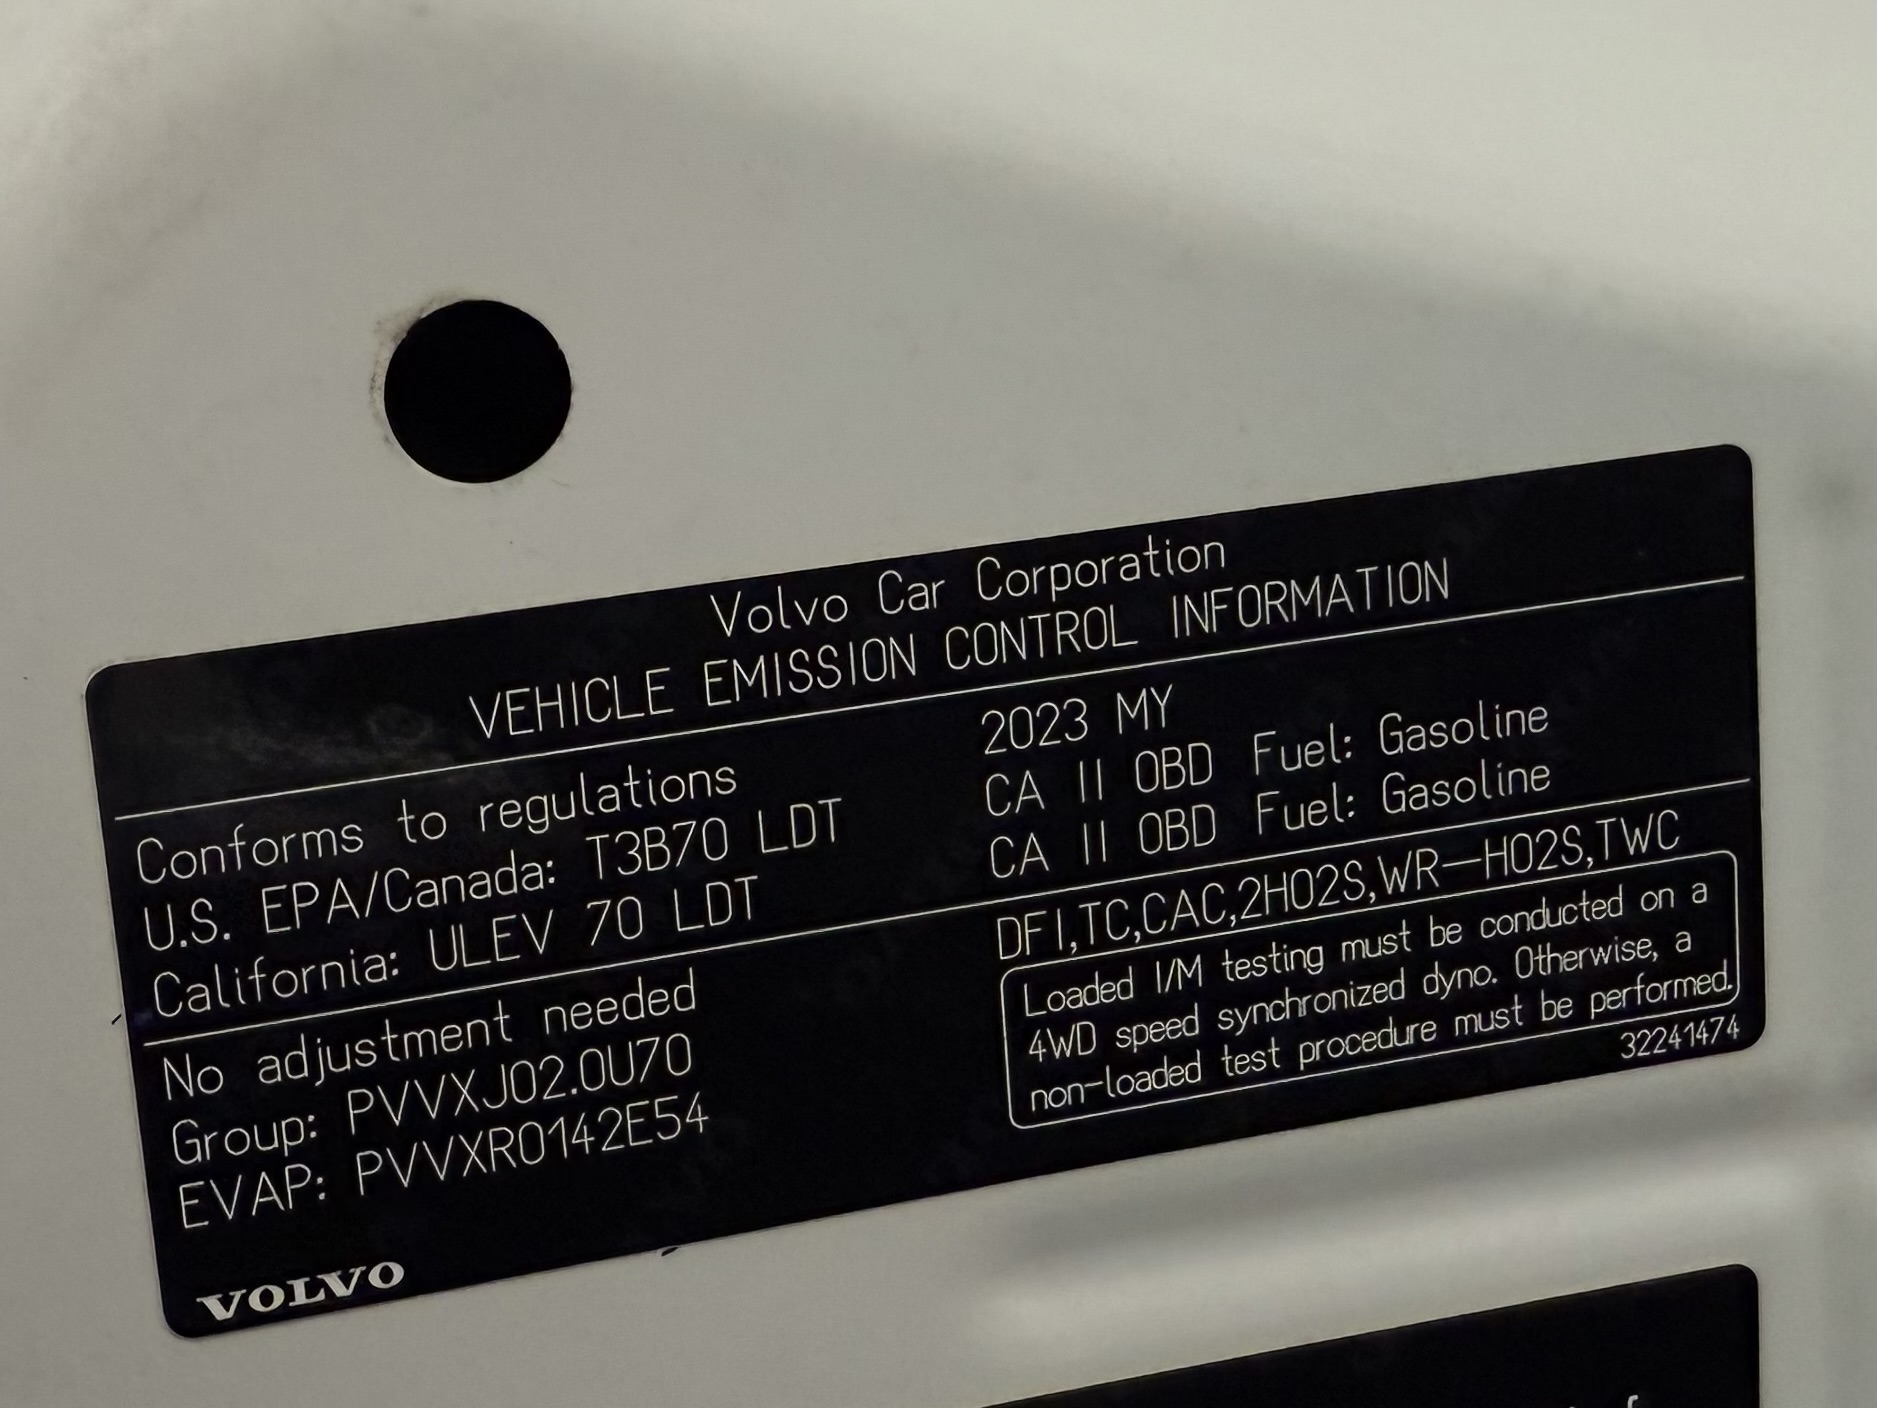 Volvo Car Corporation
VEHICLE EMISSION CONTROL INFORMATION
Conforms to regulations 2023 MY
U.S. EPA/Canada: T3B70 LDT CA II OBD Fuel: Gasoline
California: ULEV 70 LDT CA II OBD Fuel: Gasoline
No adjustment needed
Group: PVVXJ02.0U70
EVAP: PVVXR0142E54
DFI,TC,CAC,2HO2S,WR-HO2S,TWC
Loaded I/M testing must be conducted on a
4WD speed synchronized dyno. Otherwise, a
non-loaded test procedure must be performed.
32241474
VOLVO